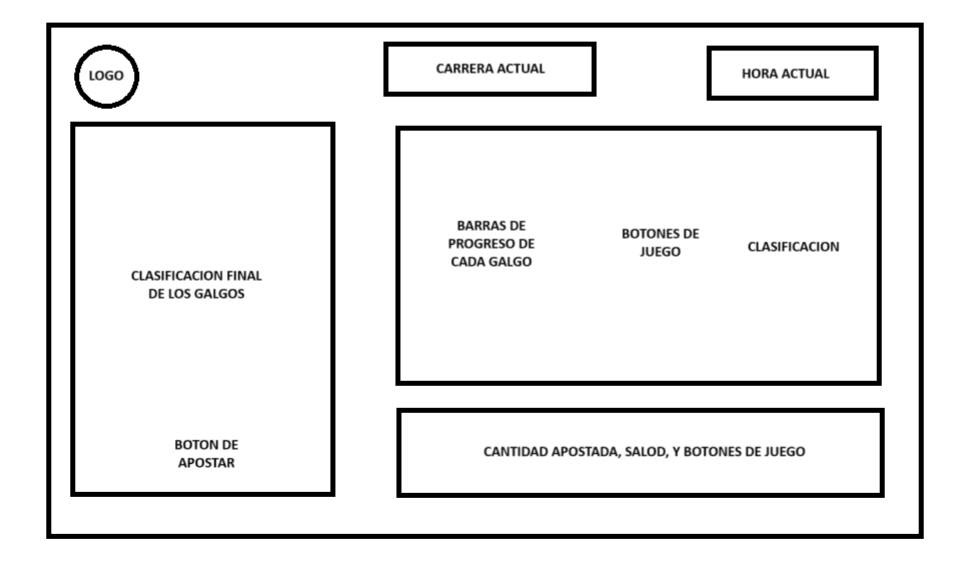 LOGO
CARRERA ACTUAL
HORA ACTUAL
CLASIFICACION FINAL
DE LOS GALGOS
BOTON DE
APOSTAR
BARRAS DE
PROGRESO DE
CADA GALGO
BOTONES DE
JUEGO
CLASIFICACION
CANTIDAD APOSTADA, SALOD, Y BOTONES DE JUEGO